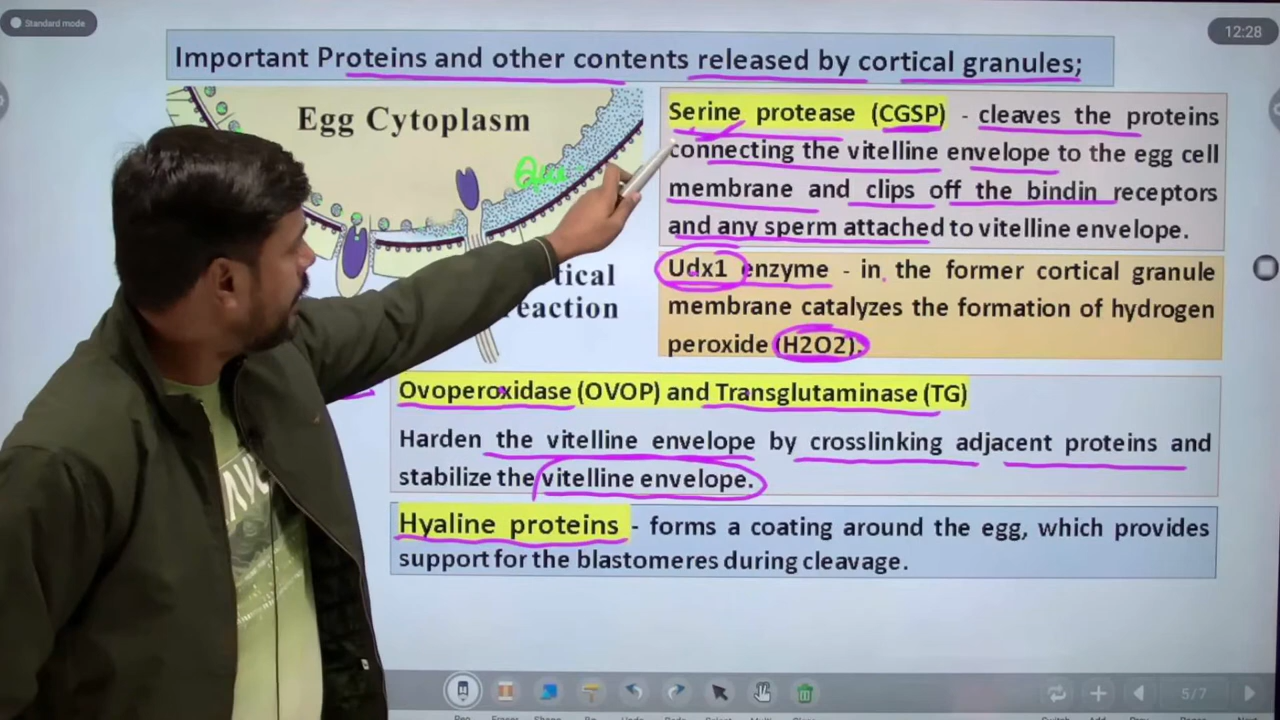 Standard mode
12:28
Important Proteins and other contents released by cortical granules;
Egg Cytoplasm
Serine protease (CGSP) - cleaves the proteins
connecting the vitelline envelope to the egg cell
membrane and clips off the bindin receptors
and any sperm attached to vitelline envelope.
tical
eaction
Udx1 enzyme - in the former cortical granule
membrane catalyzes the formation of hydrogen
peroxide (H2O2).
Ovoperoxidase (OVOP) and Transglutaminase (TG)
Harden the vitelline envelope by crosslinking adjacent proteins and
stabilize the vitelline envelope.
Hyaline proteins - forms a coating around the egg, which provides
support for the blastomeres during cleavage.
5/7